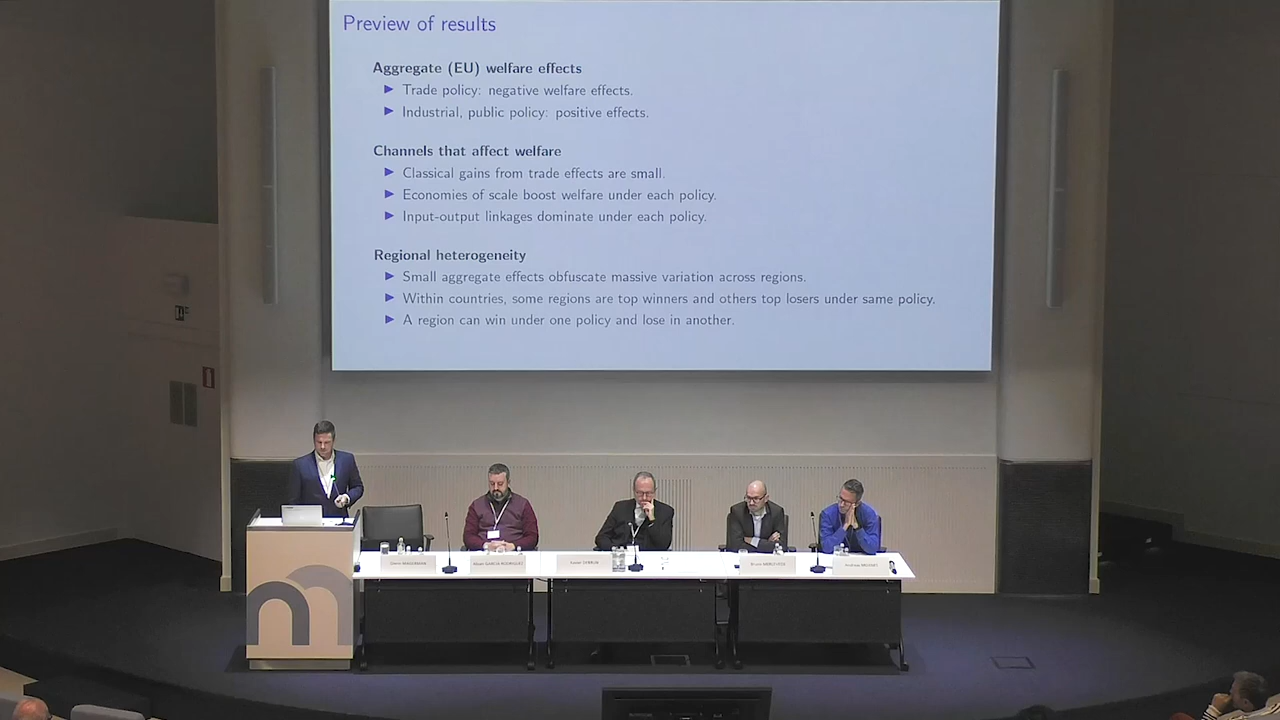 Preview of results
Aggregate (EU) welfare effects
▶ Trade policy: negative welfare effects.
▶ Industrial, public policy: positive effects.
Channels that affect welfare
▶ Classical gains from trade effects are small.
▶ Economies of scale boost welfare under each policy.
▶ Input-output linkages dominate under each policy.
Regional heterogeneity
▶ Small aggregate effects obfuscate massive variation across regions.
▶ Within countries, some regions are top winners and others top losers under same policy.
▶ A region can win under one policy and lose in another.